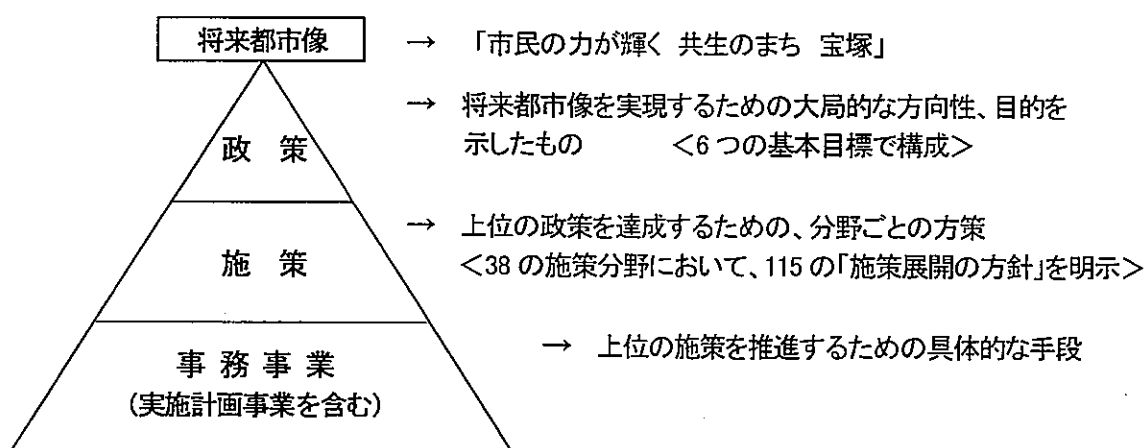 将来都市像 → 「市民の力が輝く 共生のまち 宝塚」
政 策 → 将来都市像を実現するための大局的な方向性、目的を
示したもの <6つの基本目標で構成>
施 策 → 上位の政策を達成するための、分野ごとの方策
<38の施策分野において、115の「施策展開の方針」を明示>
事 務 事 業 → 上位の施策を推進するための具体的な手段
(実施計画事業を含む)